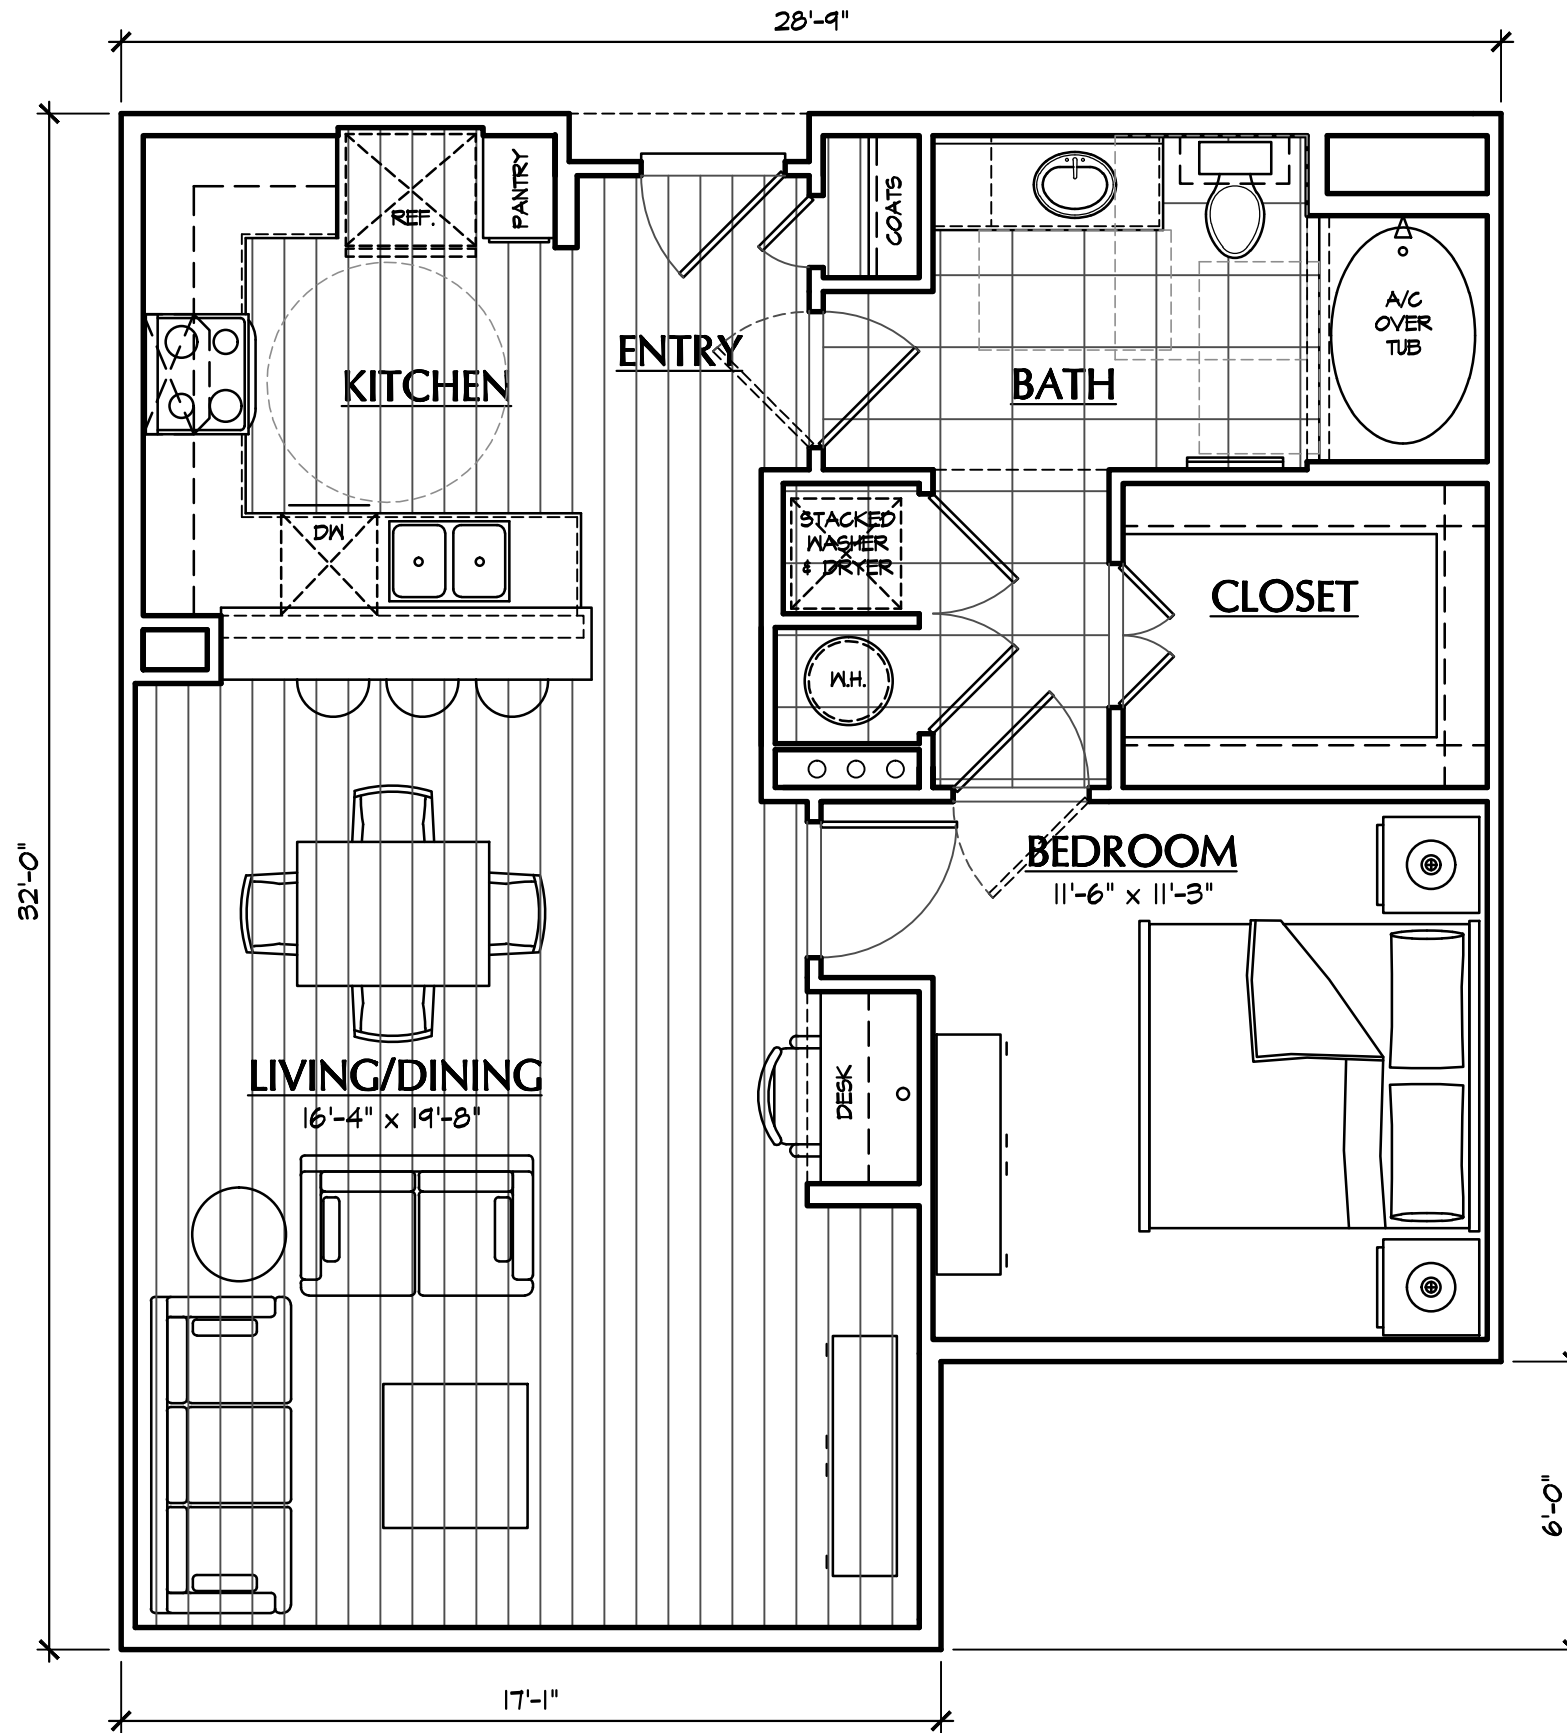 28'-9"
PANTRY
REF.
COATS
A/C
OVER
TUB
ENTRY
KITCHEN
BATH
DW
STACKED
WASHER
& DRYER
CLOSET
W.H.
32'-0"
BEDROOM
11'-6" x 11'-3"
LIVING/DINING
16'-4" x 19'-8"
DESK
6'-0"
17'-1"